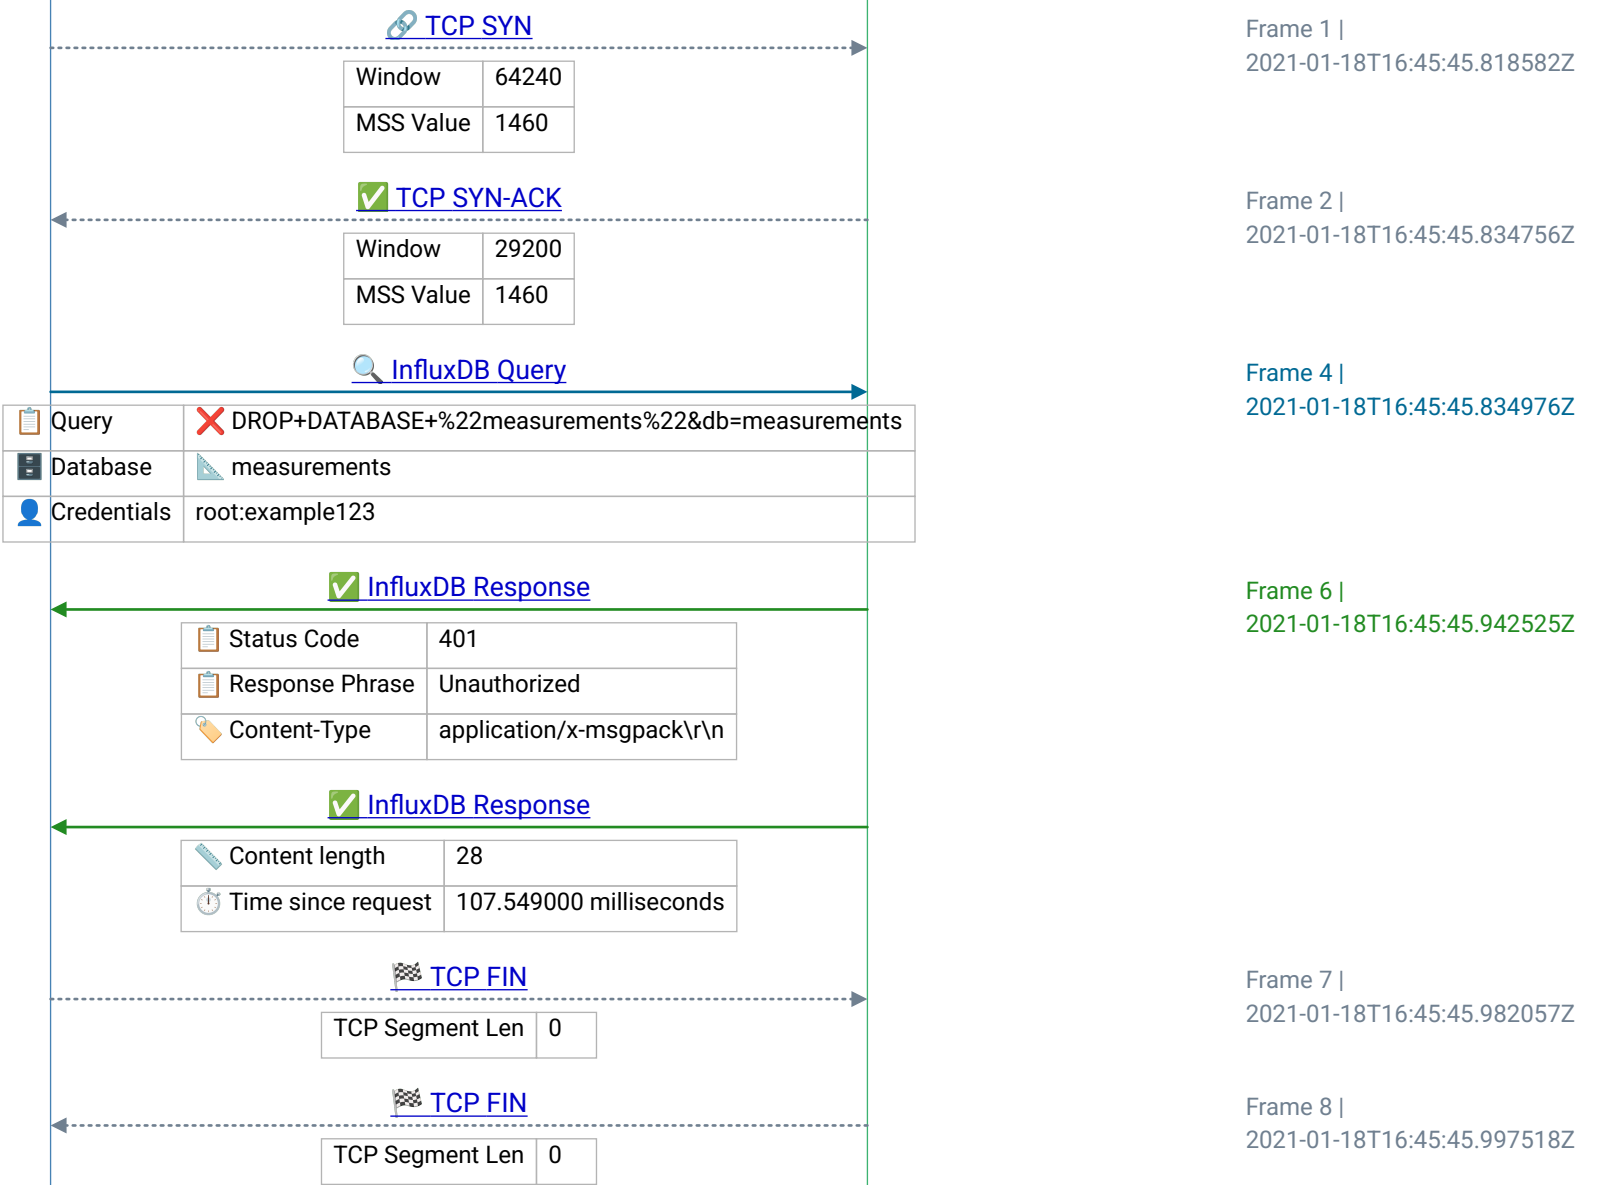 🔗 TCP SYN
Frame 1 |
2021-01-18T16:45:45.818582Z
Window 64240
MSS Value 1460
✅ TCP SYN-ACK
Frame 2 |
2021-01-18T16:45:45.834756Z
Window 29200
MSS Value 1460
🔍 InfluxDB Query
Frame 4 |
2021-01-18T16:45:45.834976Z
📋 Query ❌ DROP+DATABASE+%22measurements%22&db=measurements
🗄️ Database 📐 measurements
👤 Credentials root:example123
✅ InfluxDB Response
Frame 6 |
2021-01-18T16:45:45.942525Z
📋 Status Code 401
📋 Response Phrase Unauthorized
🏷️ Content-Type application/x-msgpack\r\n
✅ InfluxDB Response
📏 Content length 28
⏱️ Time since request 107.549000 milliseconds
🏁 TCP FIN
Frame 7 |
2021-01-18T16:45:45.982057Z
TCP Segment Len 0
🏁 TCP FIN
Frame 8 |
2021-01-18T16:45:45.997518Z
TCP Segment Len 0